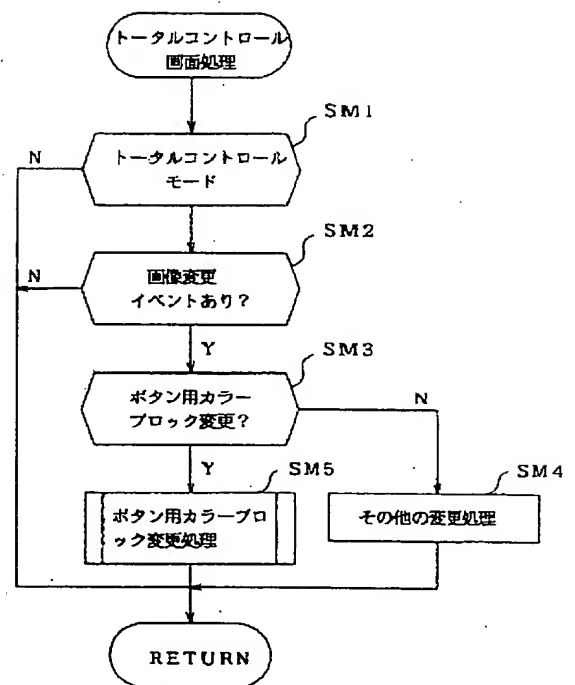 トータルコントロール
画面処理
SM1
N
トータルコントロール
モード
SM2
N
画像変更
イベントあり?
Y
SM3
ボタン用カラー
ブロック変更?
N
Y
SM5
SM4
ボタン用カラーブロ
ック変更処理
その他の変更処理
RETURN